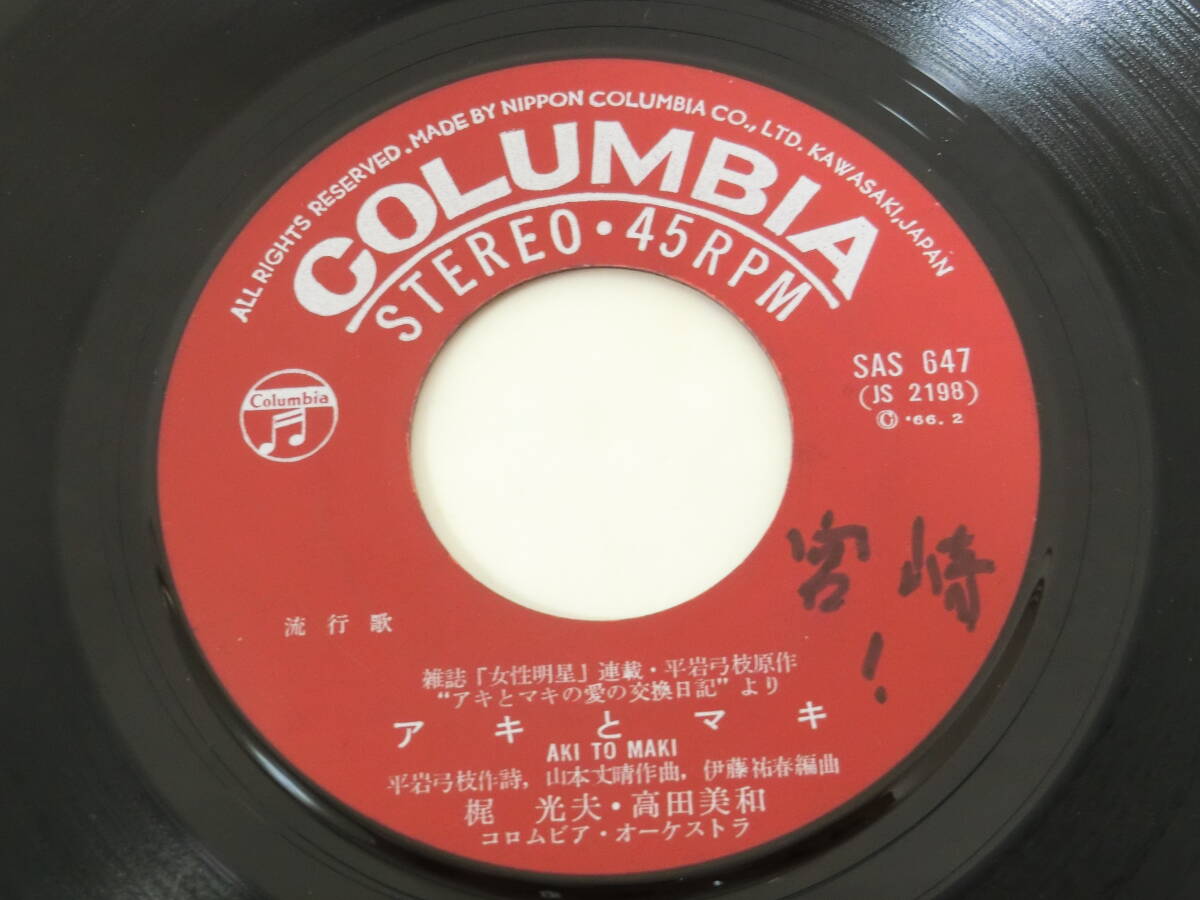 ALL RIGHTS RESERVED. MADE BY NIPPON COLUMBIA CO., LTD. KAWASAKI, JAPAN
COLUMBIA
STEREO・45RPM
Columbia
SAS 647
(JS 2198)
Ⓒ '66. 2
宮崎
!
流行歌
雑誌「女性明星」連載・平岩弓枝原作
“アキとマキの愛の交換日記”より
アキとマキ
AKI TO MAKI
平岩弓枝作詩, 山本丈晴作曲, 伊藤祐春編曲
梶 光夫・高田美和
コロムビア・オーケストラ